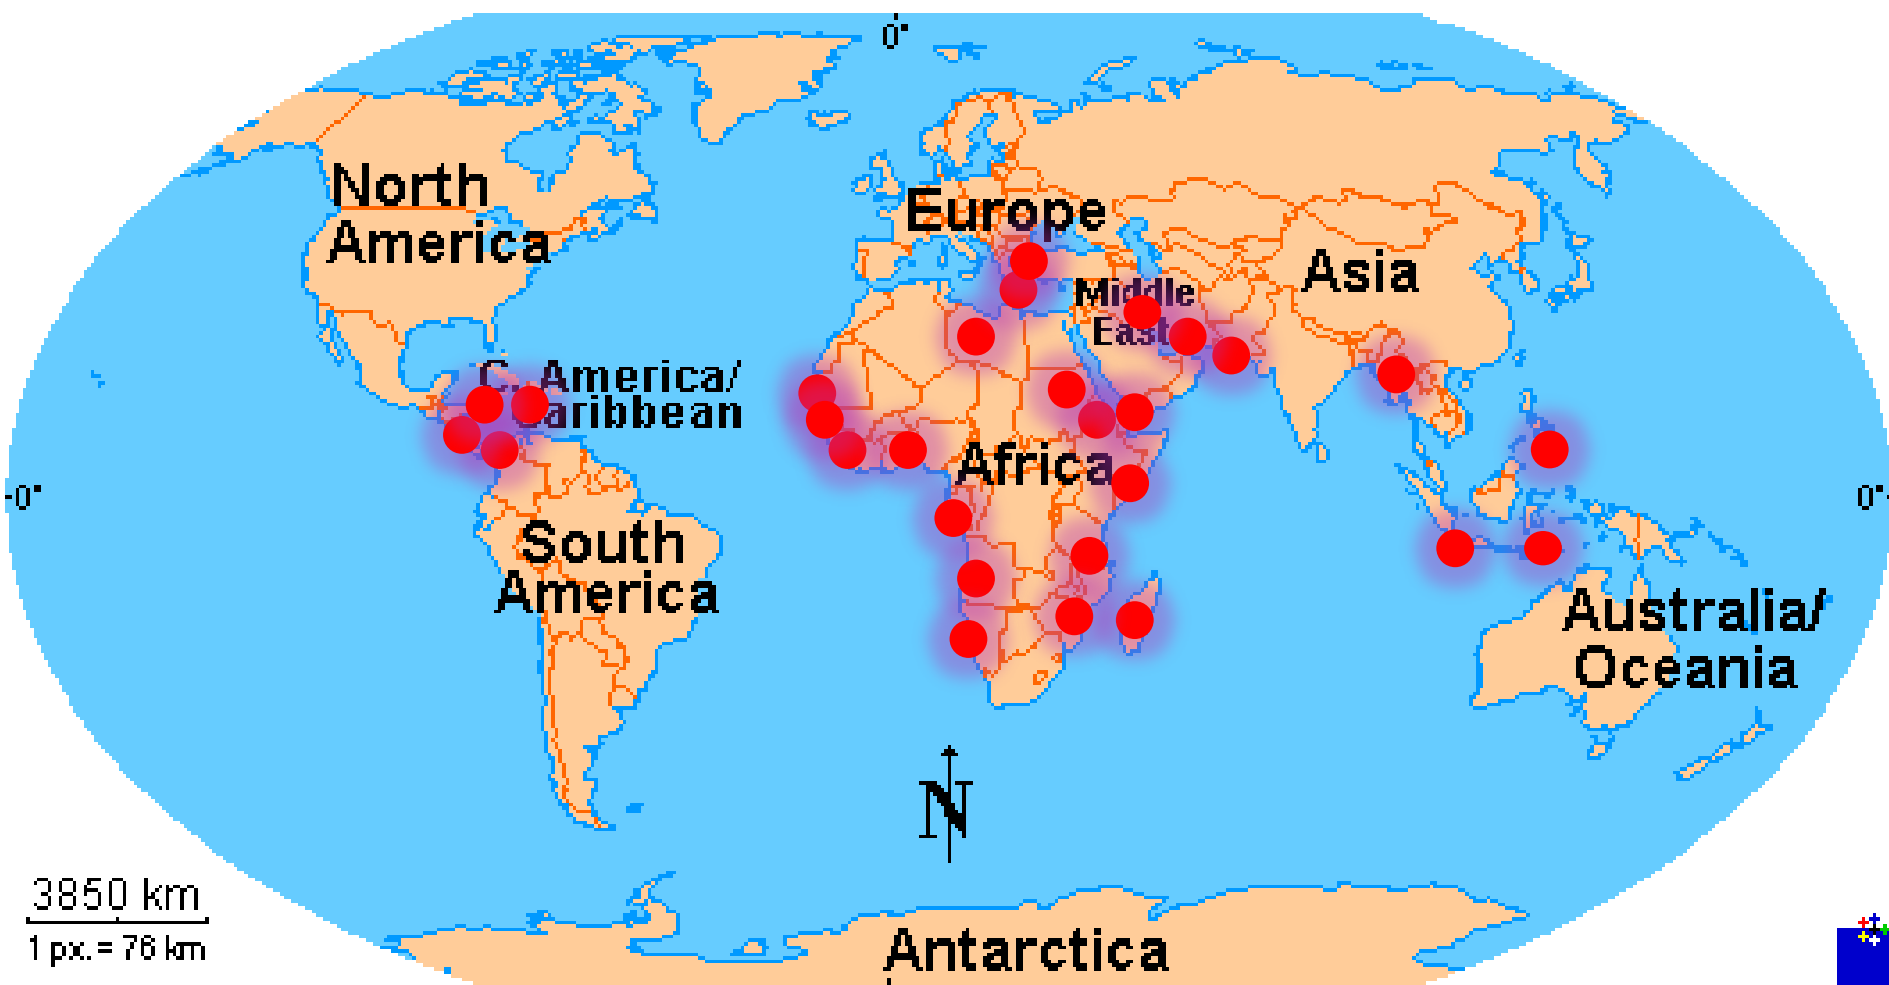 0°
North
America
Europe
Asia
Middle
East
C. America/
Caribbean
Africa
-0°
0°
South
America
Australia/
Oceania
N
3850 km
1 px. = 76 km
Antarctica